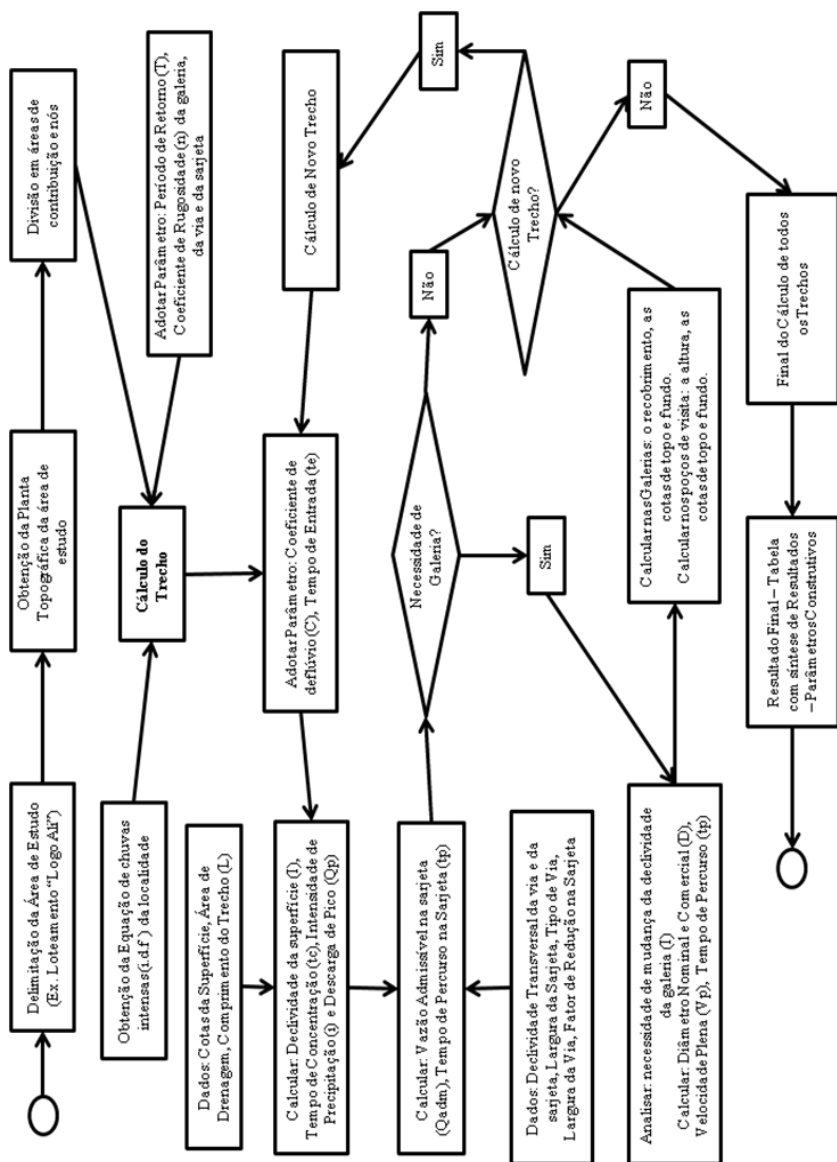 Delimitação da Área de Estudo
(Ex. Loteamento “Logo Ali”)
Obtenção da Planta
Topográfica da área de
estudo
Divisão em áreas de
contribuição e nós
Obtenção da Equação de chuvas
intensas(i.d.f ) da localidade
Cálculo do
Trecho
Adotar Parâmetro: Período de Retorno (T),
Coeficiente de Rugosidade (n) da galeria,
da via e da sarjeta
Dados: Cotas da Superfície, Área de
Drenagem, Comprimento do Trecho (L)
Calcular: Declividade da superfície (I),
Tempo de Concentração (tc), Intensidade de
Precipitação (j) e Descarga de Pico (Qp)
Adotar Parâmetro: Coeficiente de
deflúvio (C), Tempo de Entrada (te)
Cálculo de Novo Trecho
Sim
Calcular: Vazão Admissível na sarjeta
(Qadm), Tempo de Percurso na Sarjeta (tp)
Necessidade de
Galeria?
Não
Cálculo de novo
Trecho?
Dados: Declividade Transversal da via e da
sarjeta, Largura da Sarjeta, Tipo de Via,
Largura da Via, Fator de Redução na Sarjeta
Sim
Não
Analisar: necessidade de mudança da declividade
da galeria (I)
Calcular: Diâmetro Nominal e Comercial (D),
Velocidade Plena (Vp), Tempo de Percurso (tp)
Calcular nas Galerias: o recobrimento, as
cotas de topo e fundo.
Calcular nos poços de visita: a altura, as
cotas de topo e fundo.
Final do Cálculo de todos
os Trechos
Resultado Final – Tabela
com síntese de Resultados
– Parâmetros Construtivos